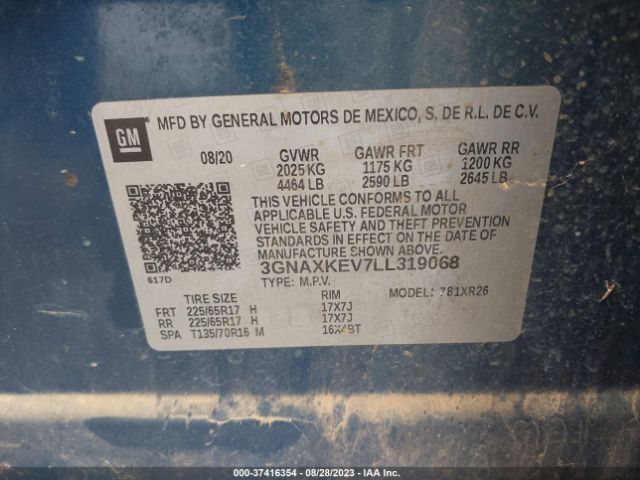 GM
MFD BY GENERAL MOTORS DE MEXICO, S. DE R.L. DE C.V.
08/20 GVWR GAWR FRT GAWR RR
2025 KG 1175 KG 1200 KG
4464 LB 2590 LB 2645 LB
THIS VEHICLE CONFORMS TO ALL
APPLICABLE U.S. FEDERAL MOTOR
VEHICLE SAFETY AND THEFT PREVENTION
STANDARDS IN EFFECT ON THE DATE OF
MANUFACTURE SHOWN ABOVE.
617D 3GNAXKEV7LL319068
TYPE: M.P.V. MODEL: 781XR26
TIRE SIZE RIM
FRT 225/65R17 H 17X7J
RR 225/65R17 H 17X7J
SPA T135/70R16 M 16X4BT
000-37416354 - 08/28/2023 - IAA Inc.